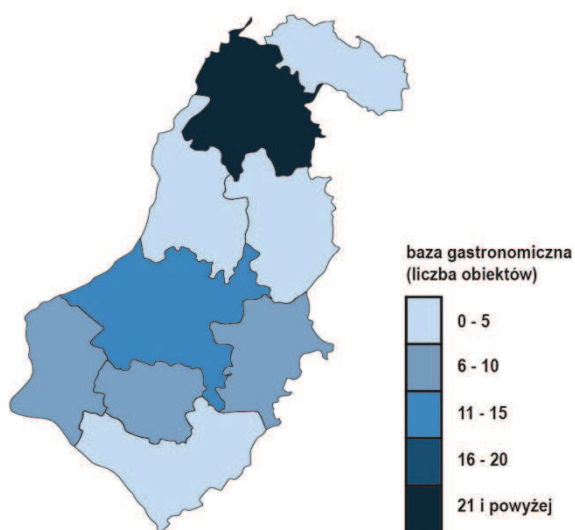 baza gastronomiczna
(liczba obiektów)
0 - 5
6 - 10
11 - 15
16 - 20
21 i powyżej